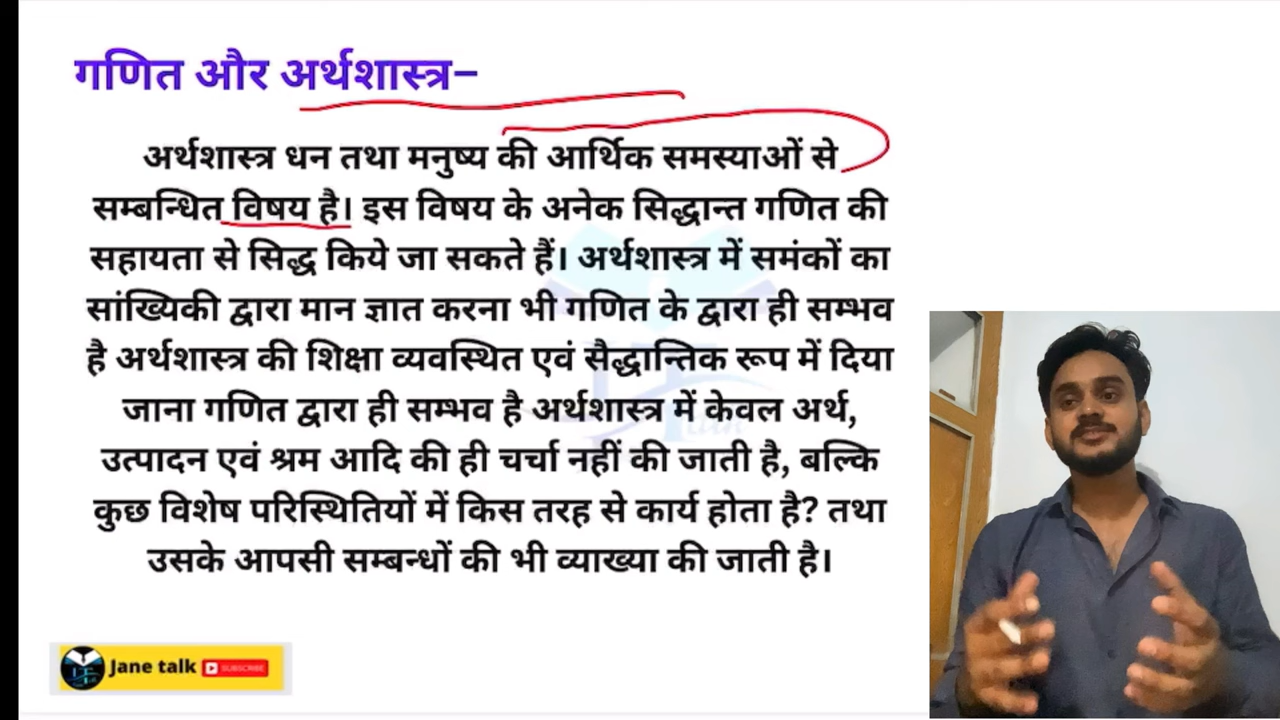 गणित और अर्थशास्त्र–
अर्थशास्त्र धन तथा मनुष्य की आर्थिक समस्याओं से
सम्बन्धित विषय है। इस विषय के अनेक सिद्धान्त गणित की
सहायता से सिद्ध किये जा सकते हैं। अर्थशास्त्र में समंकों का
सांख्यिकी द्वारा मान ज्ञात करना भी गणित के द्वारा ही सम्भव
है अर्थशास्त्र की शिक्षा व्यवस्थित एवं सैद्धान्तिक रूप में दिया
जाना गणित द्वारा ही सम्भव है अर्थशास्त्र में केवल अर्थ,
उत्पादन एवं श्रम आदि की ही चर्चा नहीं की जाती है, बल्कि
कुछ विशेष परिस्थितियों में किस तरह से कार्य होता है? तथा
उसके आपसी सम्बन्धों की भी व्याख्या की जाती है।
Jane talk SUBSCRIBE